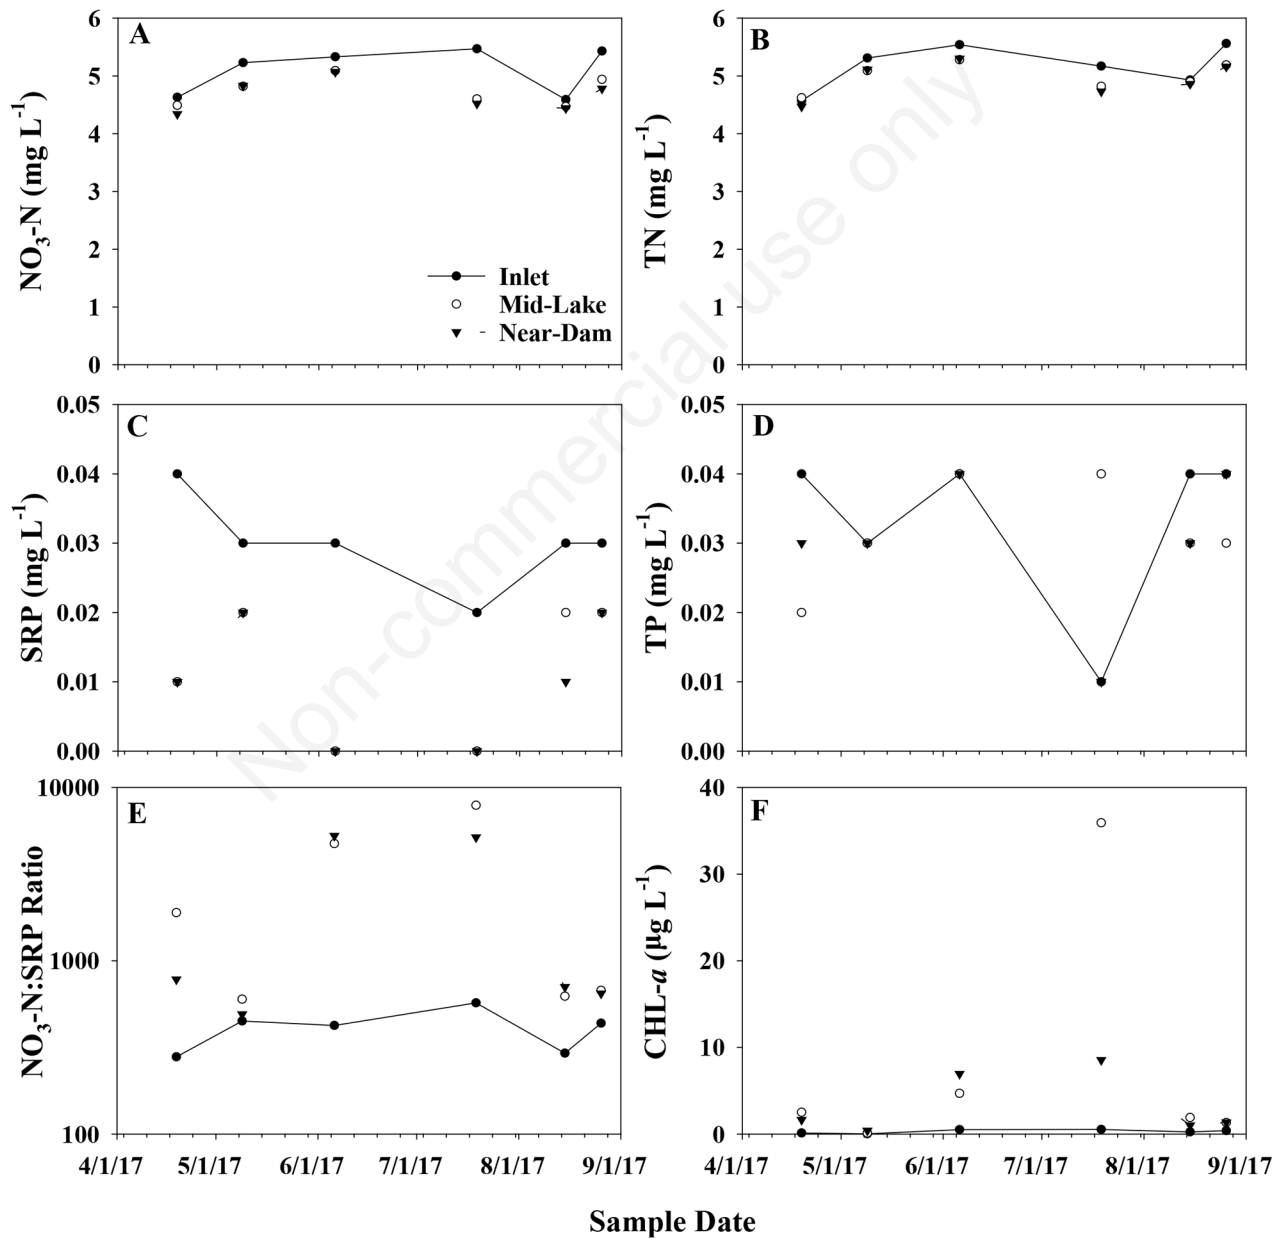 A
NO3-N (mg L-1)
6
5
4
3
2
1
0
Inlet
Mid-Lake
Near-Dam
B
TN (mg L-1)
6
5
4
3
2
1
0
C
SRP (mg L-1)
0.05
0.04
0.03
0.02
0.01
0.00
D
TP (mg L-1)
0.05
0.04
0.03
0.02
0.01
0.00
E
NO3-N:SRP Ratio
10000
1000
100
4/1/17 5/1/17 6/1/17 7/1/17 8/1/17 9/1/17
F
CHL-a (µg L-1)
40
30
20
10
0
4/1/17 5/1/17 6/1/17 7/1/17 8/1/17 9/1/17
Sample Date
Non-commercial use only